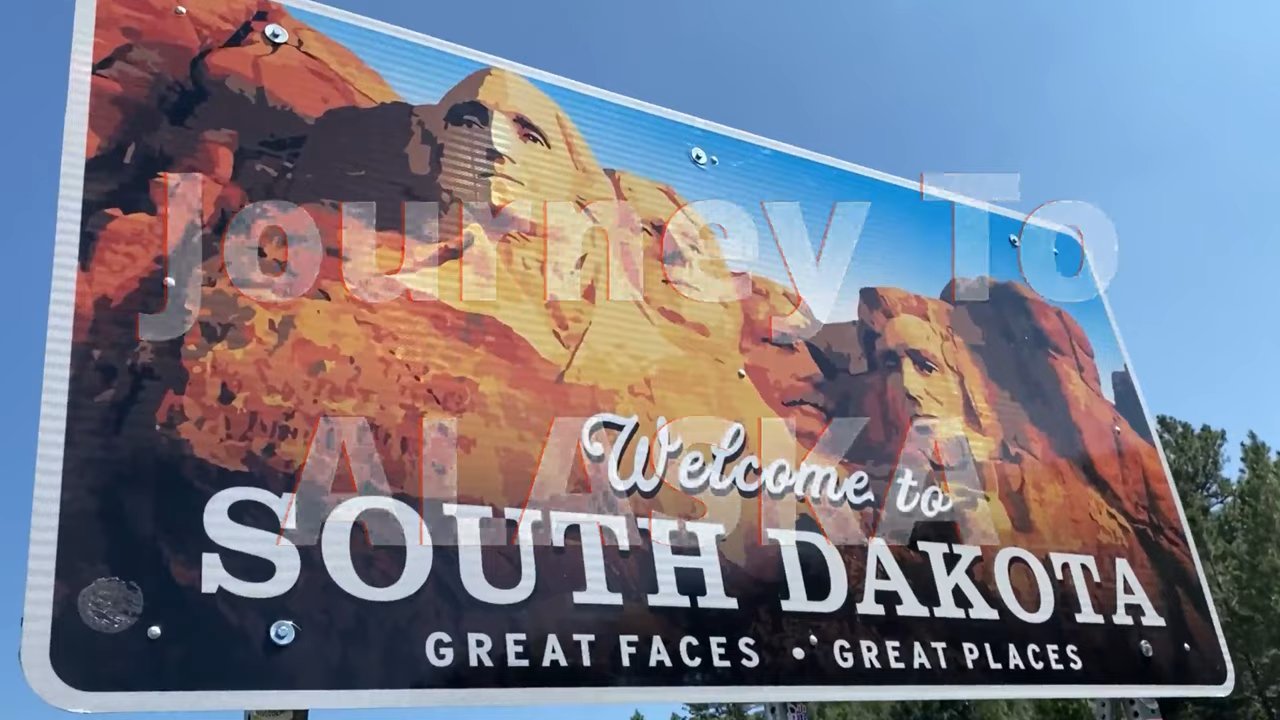 Journey To
ALASKA
Welcome to
SOUTH DAKOTA
GREAT FACES • GREAT PLACES